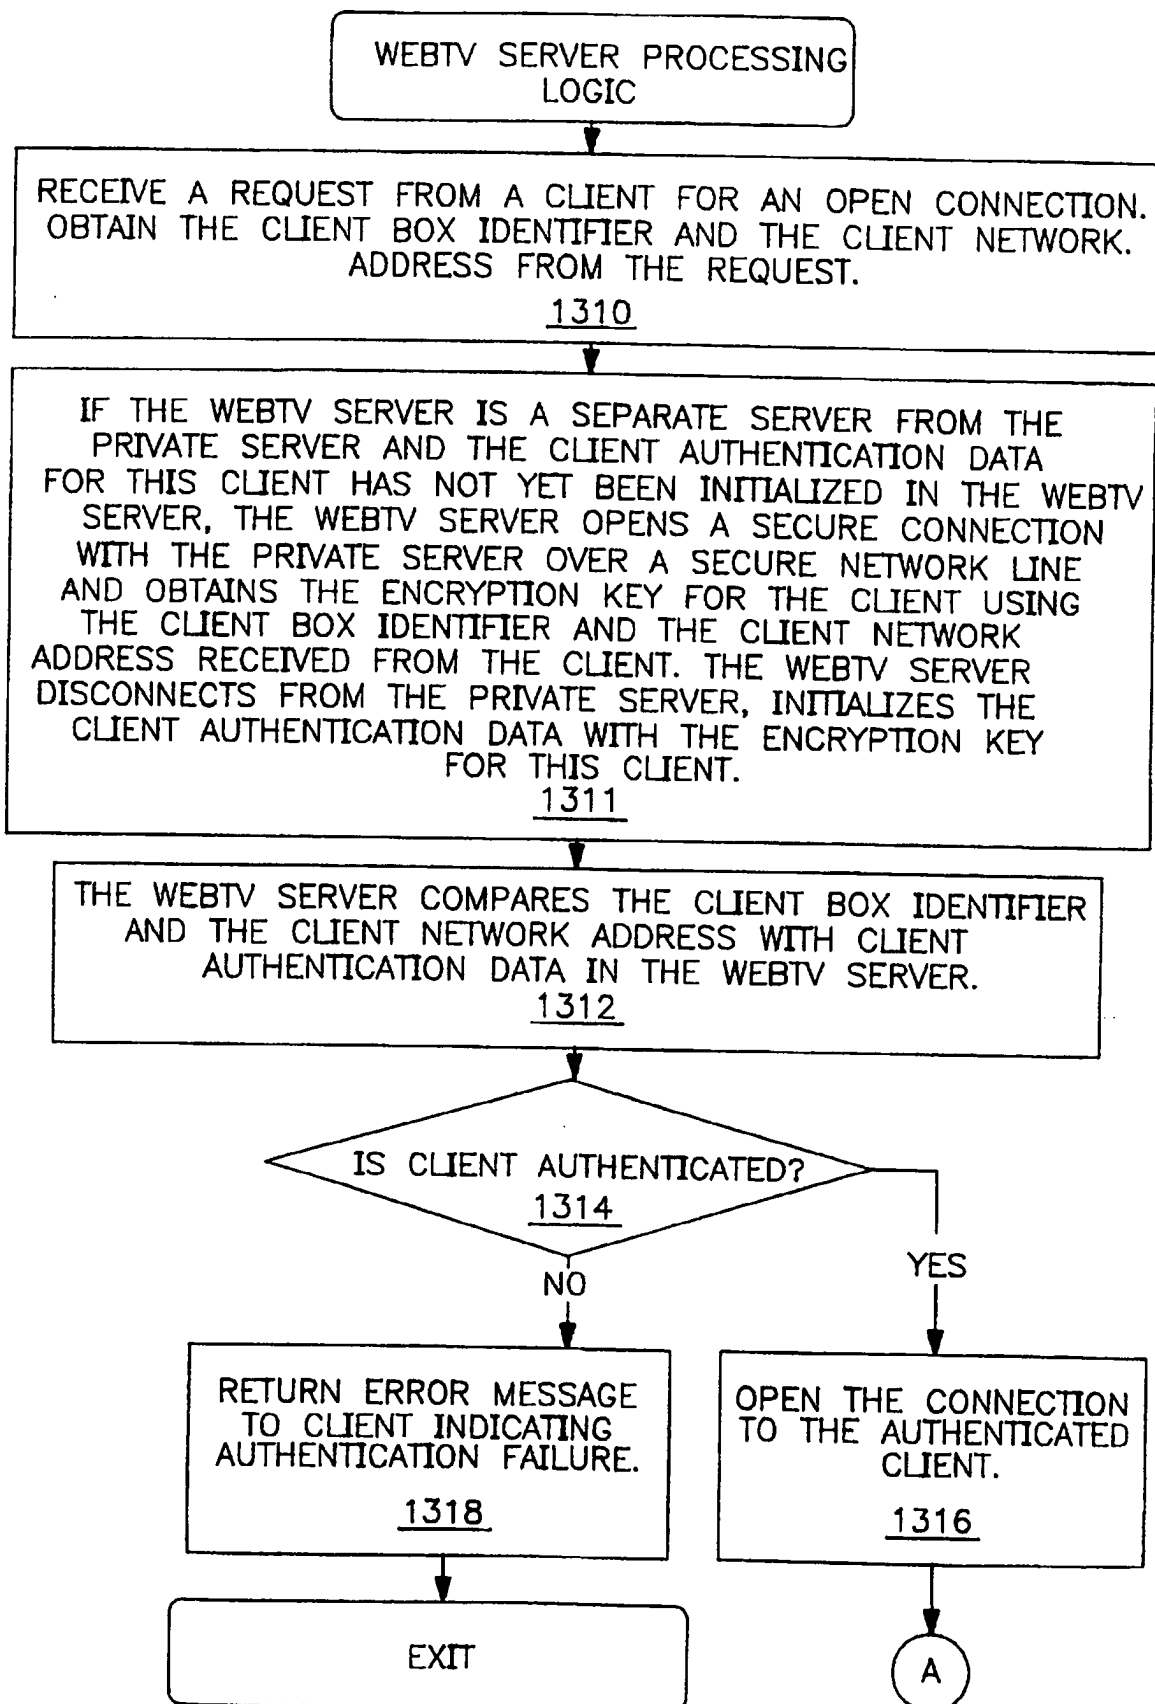 WEBTV SERVER PROCESSING
LOGIC
RECEIVE A REQUEST FROM A CLIENT FOR AN OPEN CONNECTION.
OBTAIN THE CLIENT BOX IDENTIFIER AND THE CLIENT NETWORK.
ADDRESS FROM THE REQUEST.
1310
IF THE WEBTV SERVER IS A SEPARATE SERVER FROM THE
PRIVATE SERVER AND THE CLIENT AUTHENTICATION DATA
FOR THIS CLIENT HAS NOT YET BEEN INITIALIZED IN THE WEBTV
SERVER, THE WEBTV SERVER OPENS A SECURE CONNECTION
WITH THE PRIVATE SERVER OVER A SECURE NETWORK LINE
AND OBTAINS THE ENCRYPTION KEY FOR THE CLIENT USING
THE CLIENT BOX IDENTIFIER AND THE CLIENT NETWORK
ADDRESS RECEIVED FROM THE CLIENT. THE WEBTV SERVER
DISCONNECTS FROM THE PRIVATE SERVER, INITIALIZES THE
CLIENT AUTHENTICATION DATA WITH THE ENCRYPTION KEY
FOR THIS CLIENT.
1311
THE WEBTV SERVER COMPARES THE CLIENT BOX IDENTIFIER
AND THE CLIENT NETWORK ADDRESS WITH CLIENT
AUTHENTICATION DATA IN THE WEBTV SERVER.
1312
IS CLIENT AUTHENTICATED?
1314
NO
YES
RETURN ERROR MESSAGE
TO CLIENT INDICATING
AUTHENTICATION FAILURE.
1318
OPEN THE CONNECTION
TO THE AUTHENTICATED
CLIENT.
1316
EXIT
A